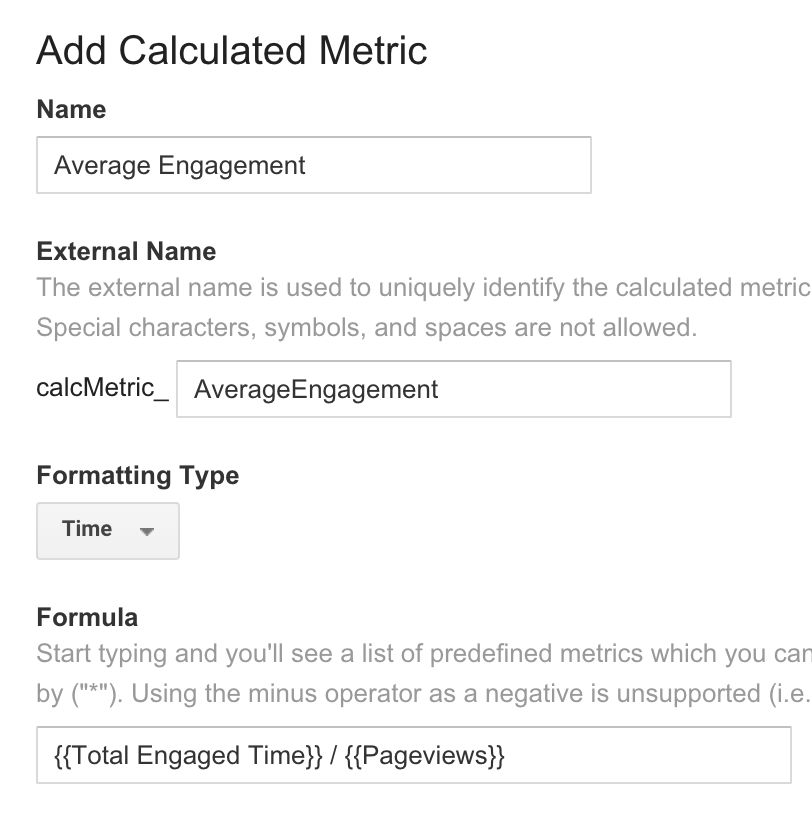 Add Calculated Metric
Name
Average Engagement
External Name
The external name is used to uniquely identify the calculated metric
Special characters, symbols, and spaces are not allowed.
calcMetric_ AverageEngagement
Formatting Type
Time
Formula
Start typing and you'll see a list of predefined metrics which you can
by ("*"). Using the minus operator as a negative is unsupported (i.e.
{{Total Engaged Time}} / {{Pageviews}}